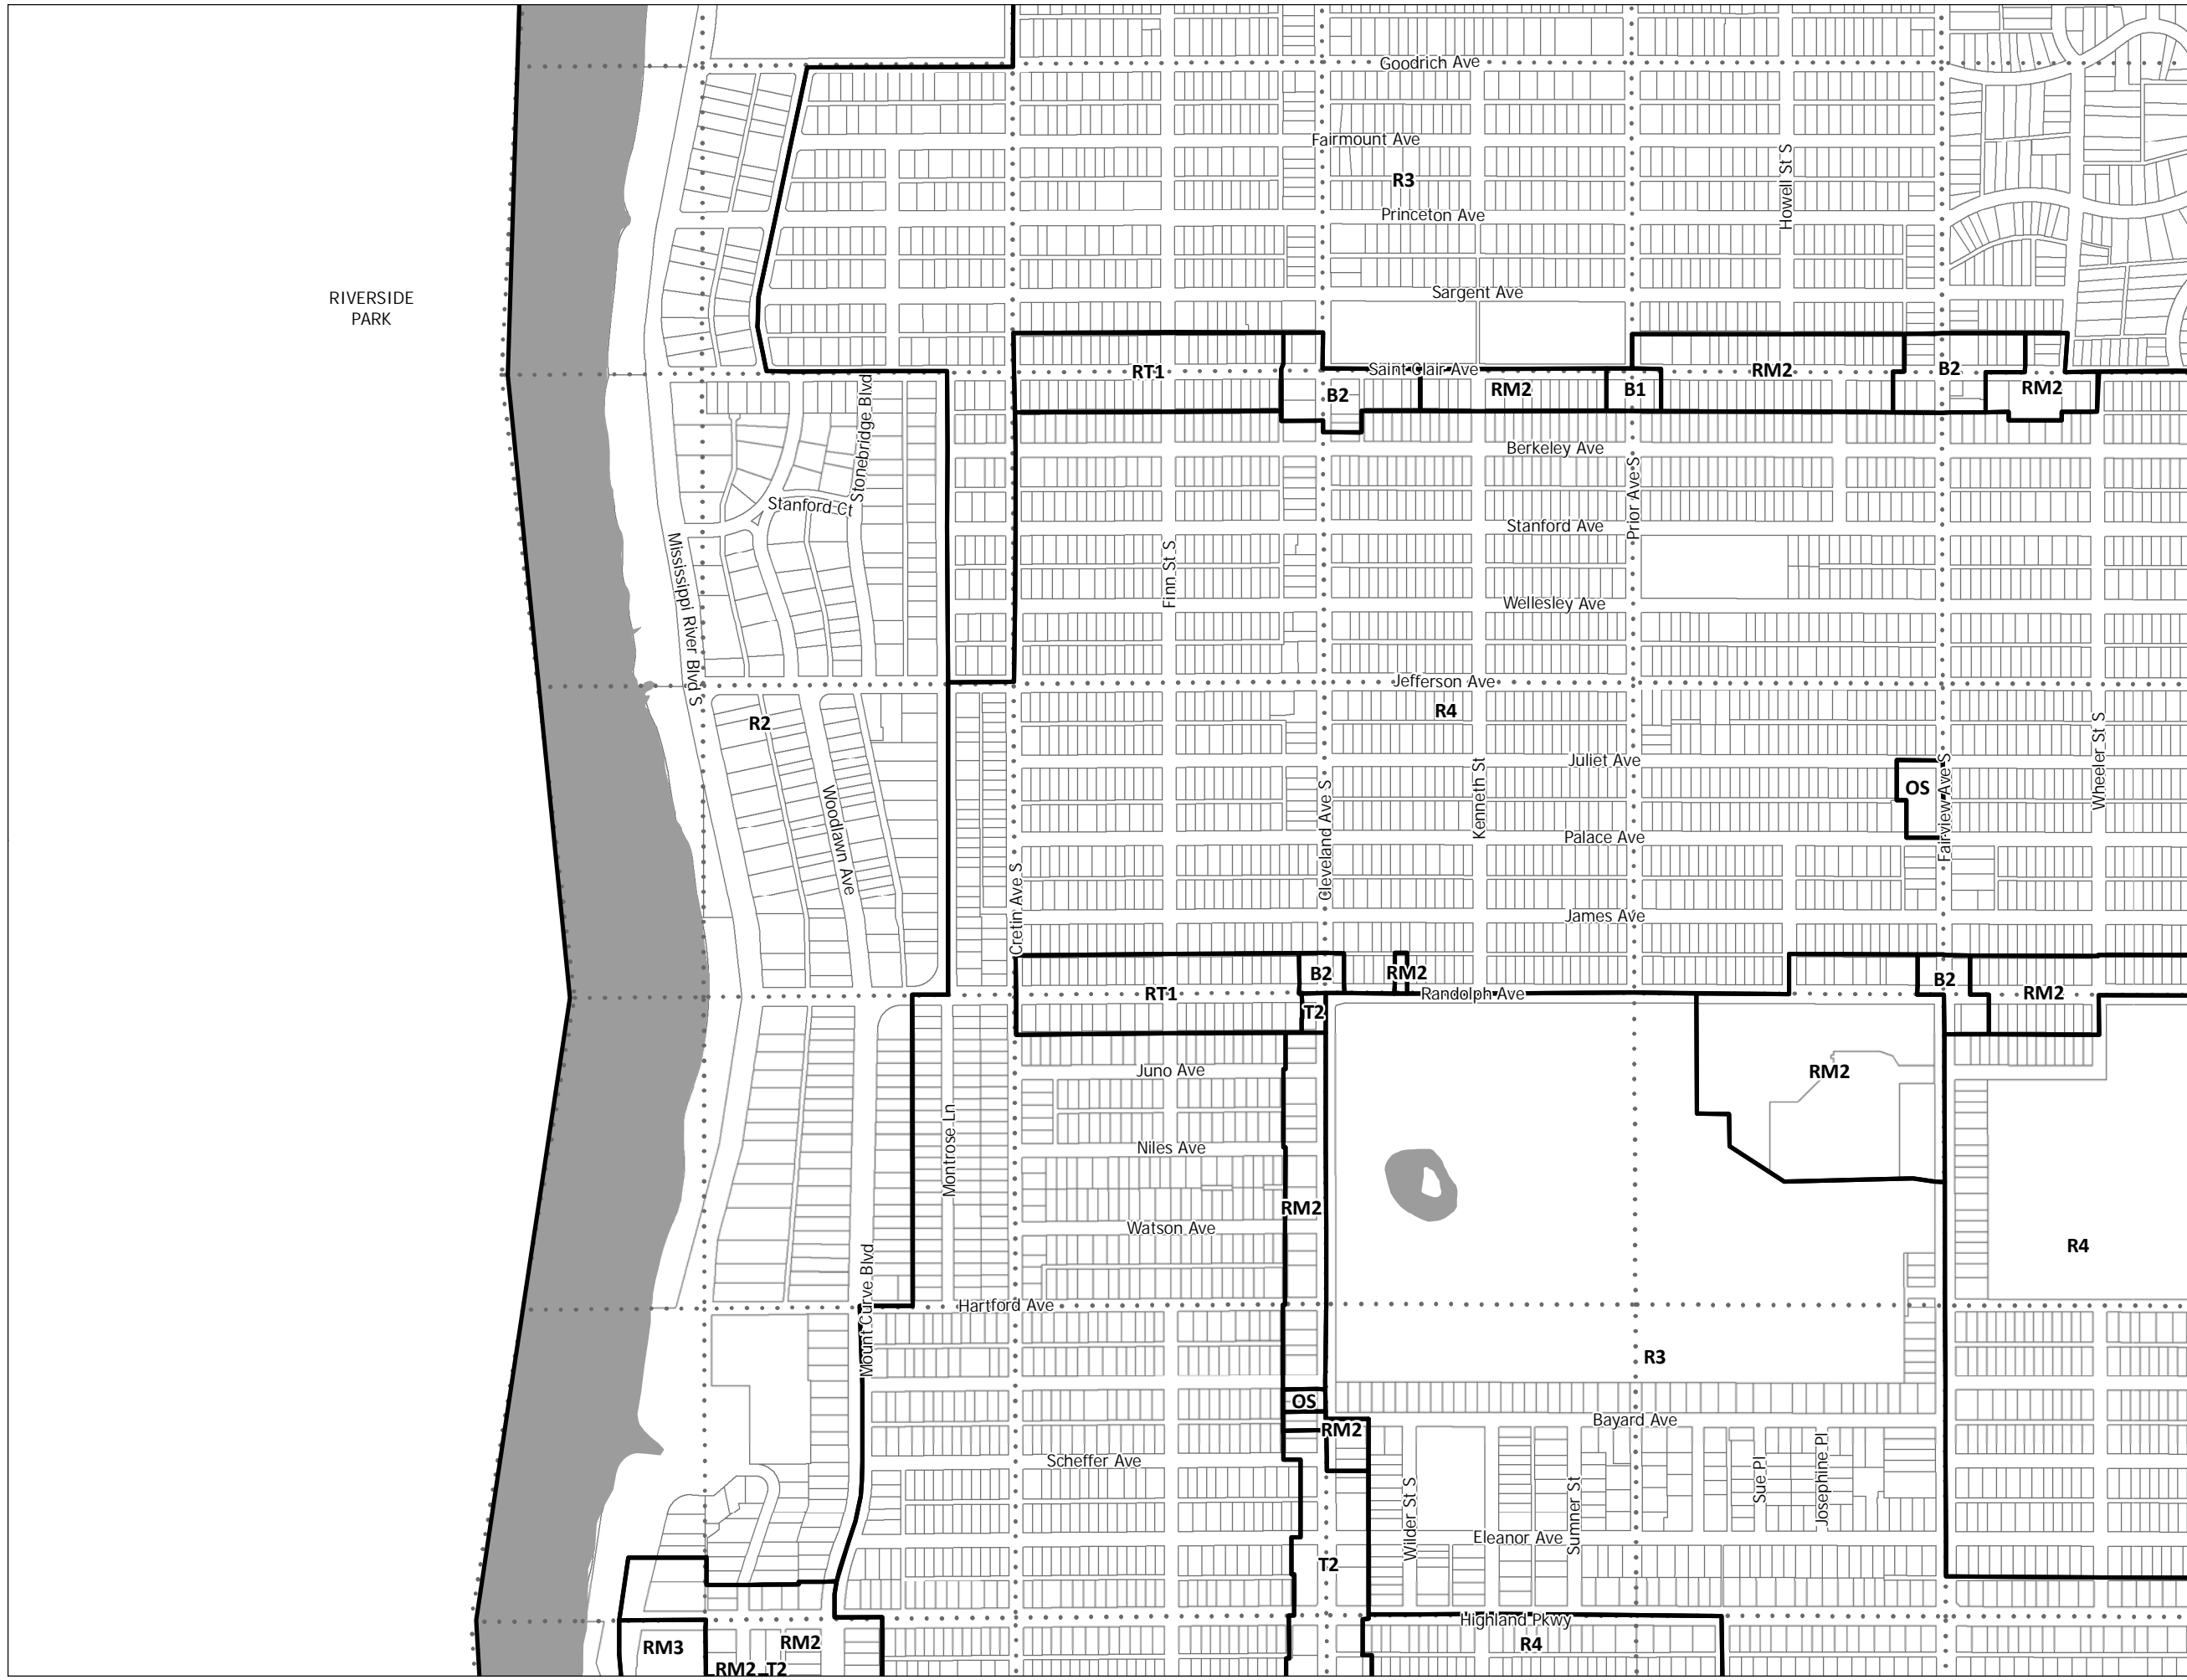 Goodrich Ave
Fairmount Ave
R3
Howell St S
Princeton Ave
RIVERSIDE
PARK
Sargent Ave
RT1
Saint Clair Ave
B2
RM2
B1
RM2
B2
RM2
Stonebridge Blvd
Berkeley Ave
Prior Ave S
Stanford Ct
Stanford Ave
Mississippi River Blvd S
Finn St S
Wellesley Ave
Jefferson Ave
R2
R4
Wheeler St S
Juliet Ave
Kenneth St
OS
Fairview Ave S
Woodlawn Ave
Cleveland Ave S
Palace Ave
Cretin Ave S
James Ave
B2
RM2
B2
RT1
Randolph Ave
RM2
T2
Juno Ave
RM2
Montrose Ln
Niles Ave
RM2
Watson Ave
R4
Mount Curve Blvd
Hartford Ave
R3
OS
Bayard Ave
RM2
Scheffer Ave
Wilder St S
Sumner St
Sue Pl
Josephine Pl
Eleanor Ave
T2
Highland Pkwy
RM3
RM2
R4
RM2 T2